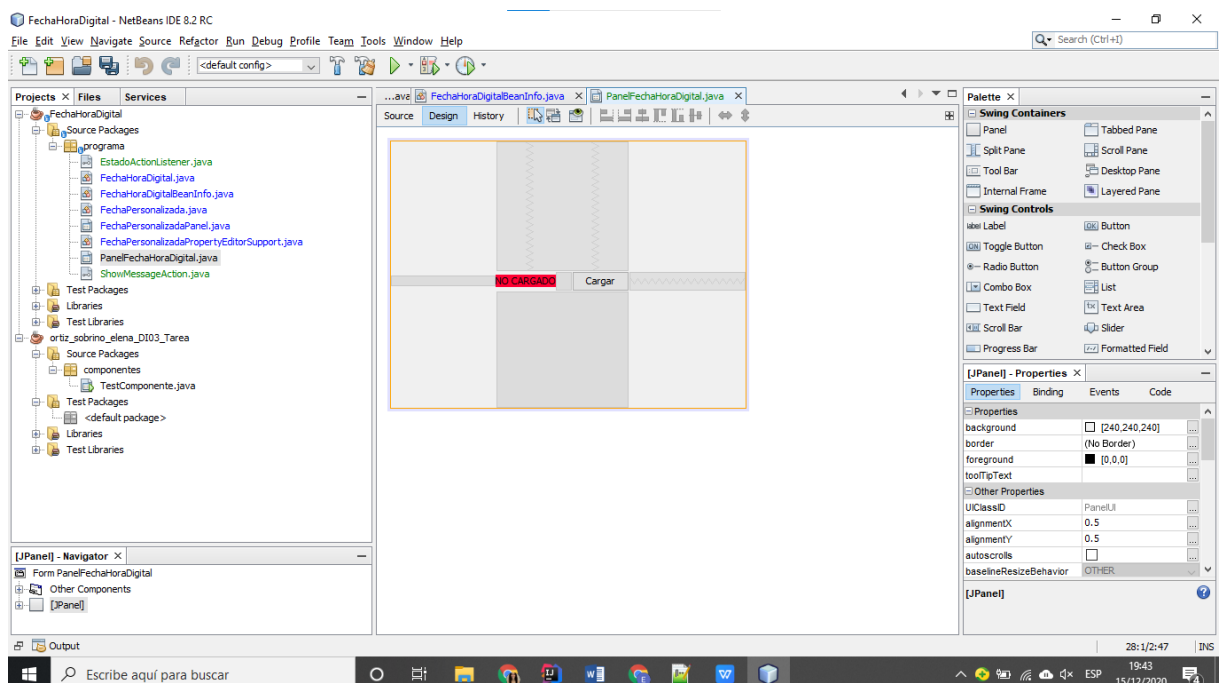 FechaHoraDigital - NetBeans IDE 8.2 RC
File Edit View Navigate Source Refactor Run Debug Profile Team Tools Window Help
Search (Ctrl+I)
<default config>
Projects Files Services
FechaHoraDigital
Source Packages
programa
EstadoActionListener.java
FechaHoraDigital.java
FechaHoraDigitalBeanInfo.java
FechaPersonalizada.java
FechaPersonalizadaPanel.java
FechaPersonalizadaPropertyEditorSupport.java
PanelFechaHoraDigital.java
ShowMessageAction.java
Test Packages
Libraries
Test Libraries
ortiz_sobrino_elena_DI03_Tarea
Source Packages
componentes
TestComponente.java
Test Packages
<default package>
Libraries
Test Libraries
[JPanel] - Navigator
Form PanelFechaHoraDigital
Other Components
[JPanel]
...ava FechaHoraDigitalBeanInfo.java PanelFechaHoraDigital.java
Source Design History
NO CARGADO Cargar
Palette
Swing Containers
Panel Tabbed Pane
Split Pane Scroll Pane
Tool Bar Desktop Pane
Internal Frame Layered Pane
Swing Controls
label Label OK Button
ON Toggle Button Check Box
Radio Button Button Group
Combo Box List
Text Field Text Area
Scroll Bar Slider
Progress Bar Formatted Field
[JPanel] - Properties
Properties Binding Events Code
Properties
background [240,240,240]
border (No Border)
foreground [0,0,0]
toolTipText
Other Properties
UIClassID PanelUI
alignmentX 0.5
alignmentY 0.5
autoscrolls
baselineResizeBehavior OTHER
[JPanel]
Output
28:1/2:47 INS
Escribe aquí para buscar
ESP
19:43
15/12/2020